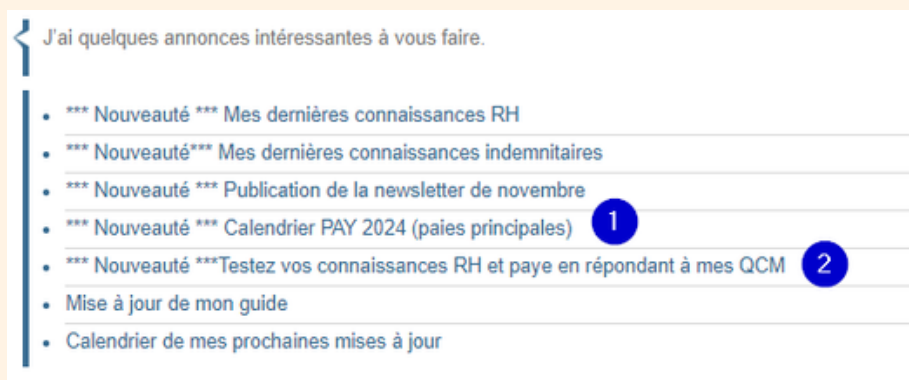 J'ai quelques annonces intéressantes à vous faire.
• *** Nouveauté *** Mes dernières connaissances RH
• *** Nouveauté*** Mes dernières connaissances indemnitaires
• *** Nouveauté *** Publication de la newsletter de novembre
• *** Nouveauté *** Calendrier PAY 2024 (paies principales) 1
• *** Nouveauté ***Testez vos connaissances RH et paye en répondant à mes QCM 2
• Mise à jour de mon guide
• Calendrier de mes prochaines mises à jour